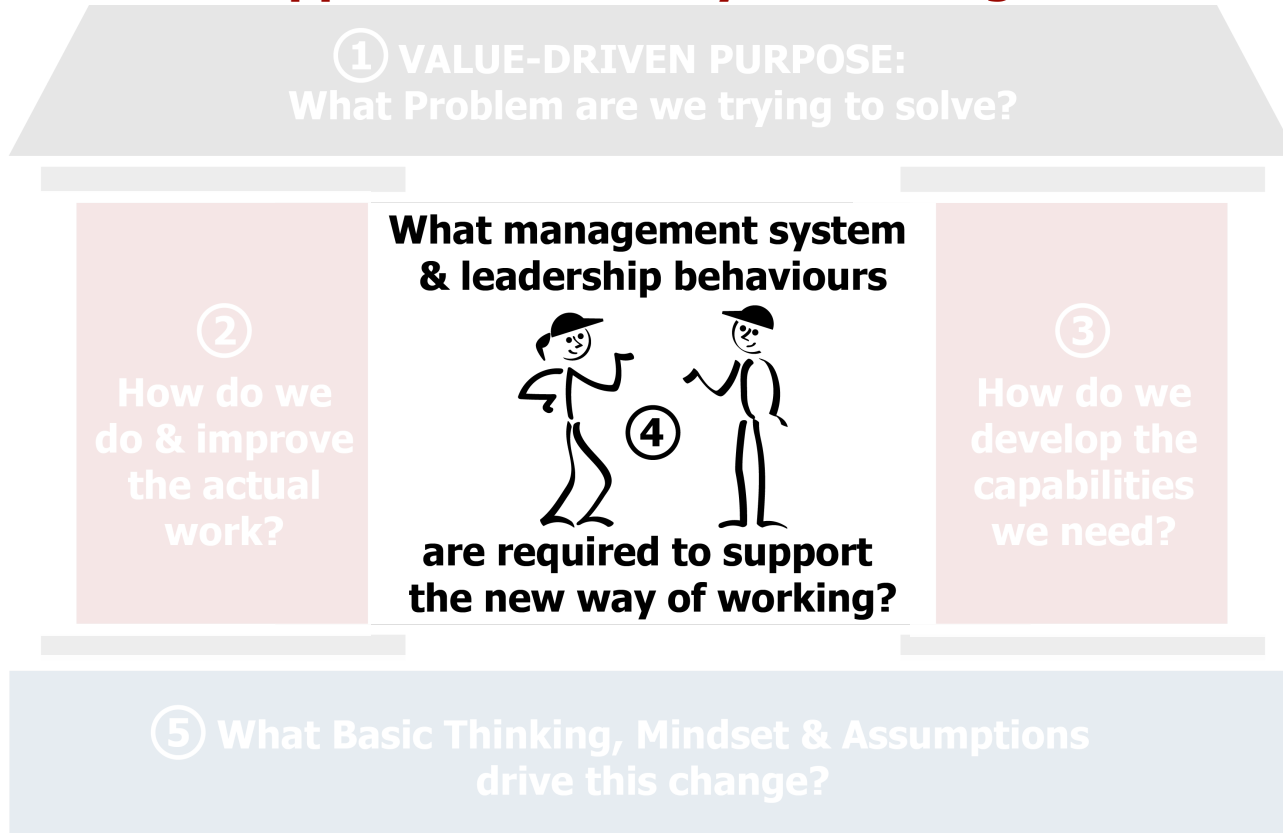 ① VALUE-DRIVEN PURPOSE:
What Problem are we trying to solve?
What management system
& leadership behaviours
②
How do we
do & improve
the actual
work?
④
③
How do we
develop the
capabilities
we need?
are required to support
the new way of working?
⑤ What Basic Thinking, Mindset & Assumptions
drive this change?